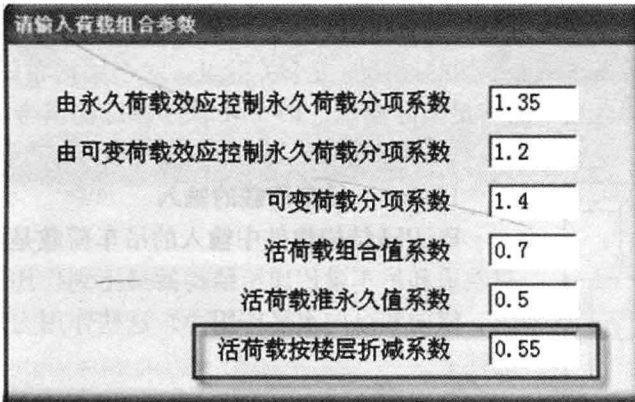 请输入荷载组合参数
由永久荷载效应控制永久荷载分项系数 1.35
由可变荷载效应控制永久荷载分项系数 1.2
可变荷载分项系数 1.4
活荷载组合值系数 0.7
活荷载准永久值系数 0.5
活荷载按楼层折减系数 0.55